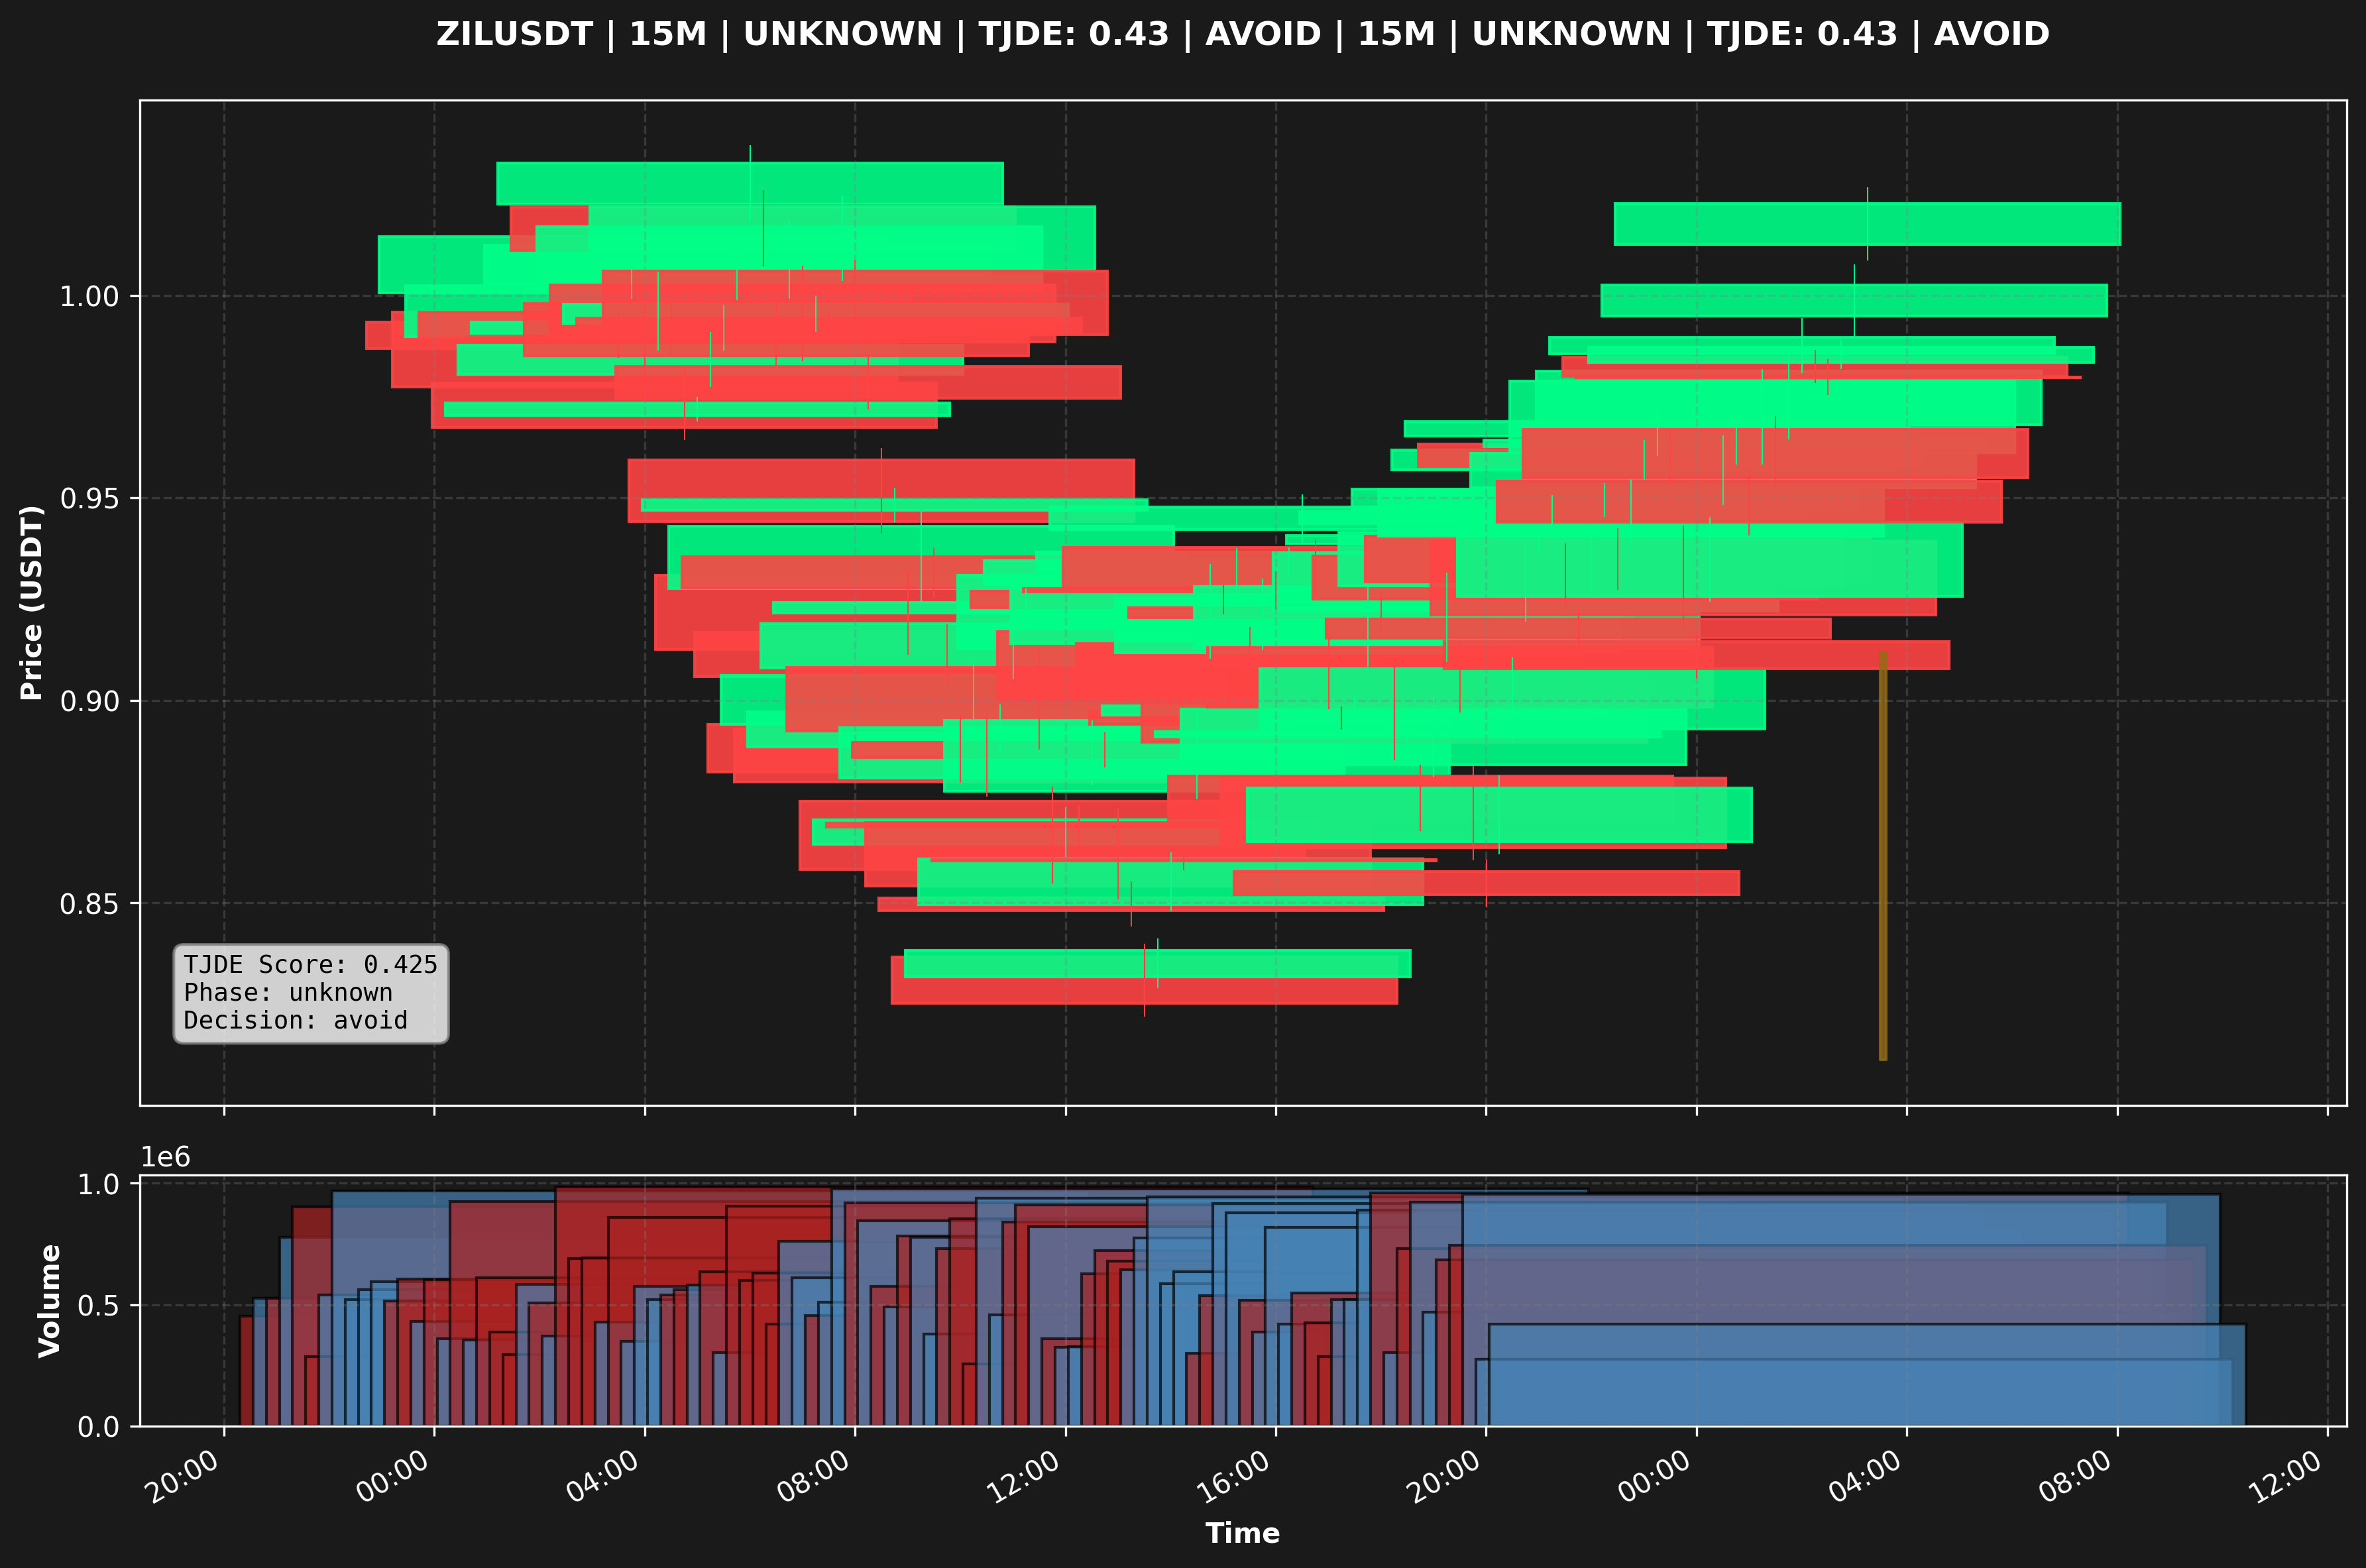 ZILUSDT | 15M | UNKNOWN | TJDE: 0.43 | AVOID | 15M | UNKNOWN | TJDE: 0.43 | AVOID
Price (USDT)
1.00
0.95
0.90
0.85
TJDE Score: 0.425
Phase: unknown
Decision: avoid
1e6
Volume
1.0
0.5
0.0
20:00 00:00 04:00 08:00 12:00 16:00 20:00 00:00 04:00 08:00 12:00
Time